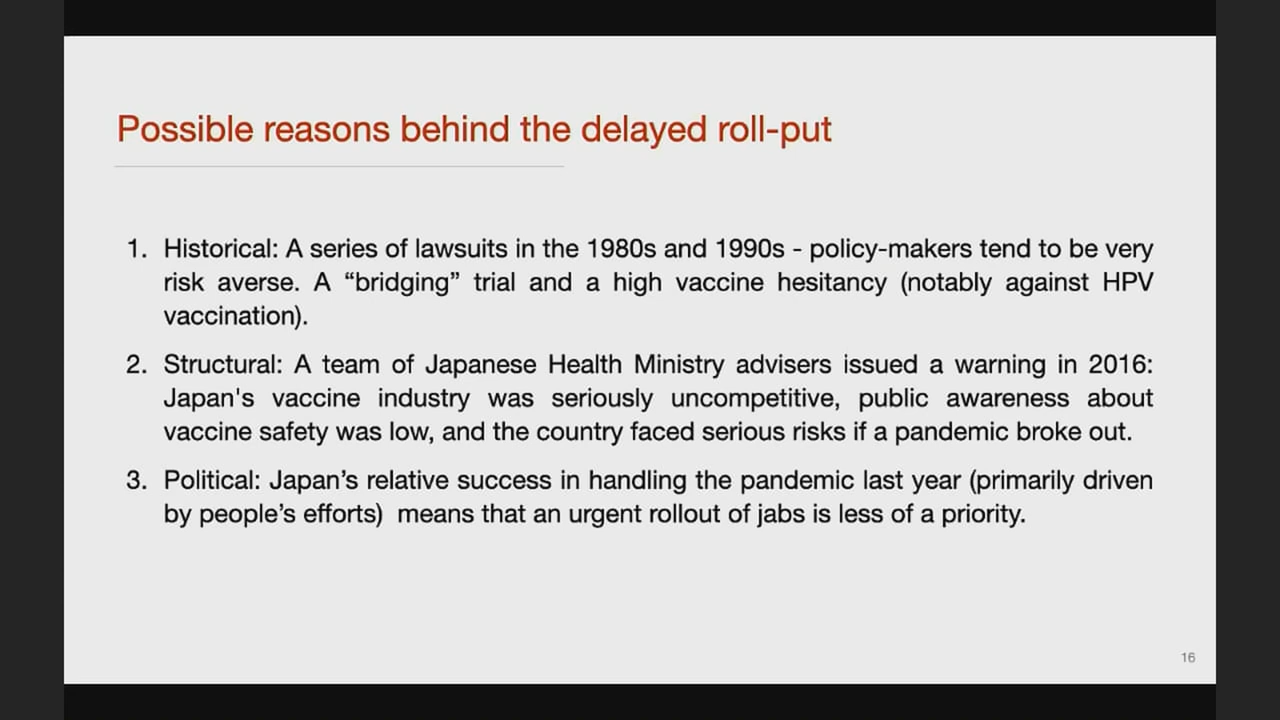 Possible reasons behind the delayed roll-put
1. Historical: A series of lawsuits in the 1980s and 1990s - policy-makers tend to be very
risk averse. A “bridging” trial and a high vaccine hesitancy (notably against HPV
vaccination).
2. Structural: A team of Japanese Health Ministry advisers issued a warning in 2016:
Japan's vaccine industry was seriously uncompetitive, public awareness about
vaccine safety was low, and the country faced serious risks if a pandemic broke out.
3. Political: Japan’s relative success in handling the pandemic last year (primarily driven
by people’s efforts)  means that an urgent rollout of jabs is less of a priority.
16